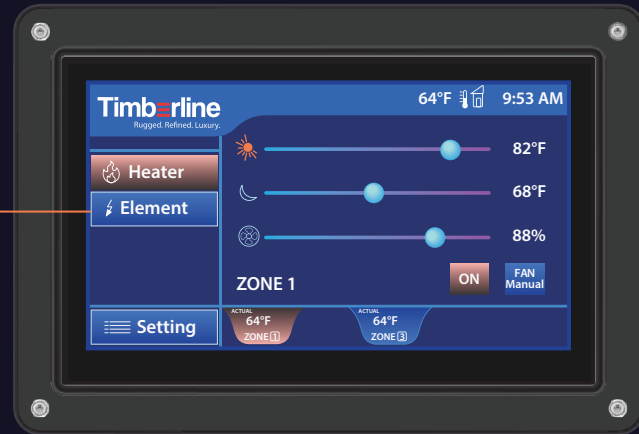 Timberline
Rugged. Refined. Luxury.
64°F
9:53 AM
Heater
Element
Setting
82°F
68°F
88%
ZONE 1
ON
FAN
Manual
ACTUAL
64°F
ZONE 1
ACTUAL
64°F
ZONE 3